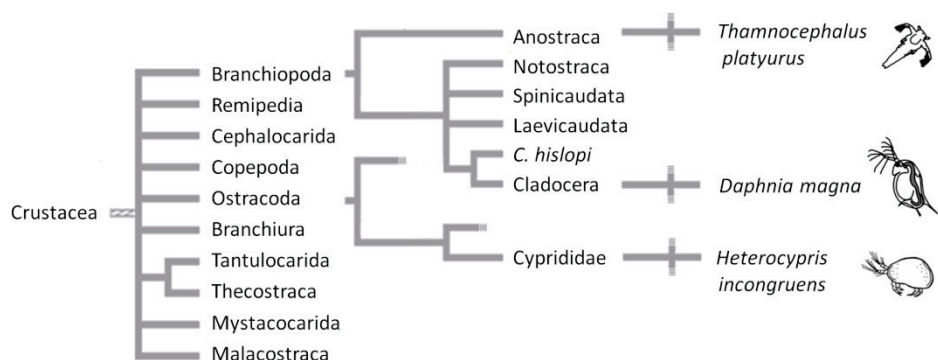 Anostraca
Thamnocephalus
platyurus
Branchiopoda
Notostraca
Remipedia
Spinicaudata
Cephalocarida
Laevicaudata
Copepoda
C. hislopi
Ostracoda
Cladocera
Daphnia magna
Crustacea
Branchiura
Tantulocarida
Cyprididae
Heterocypris
incongruens
Thecostraca
Mystacocarida
Malacostraca